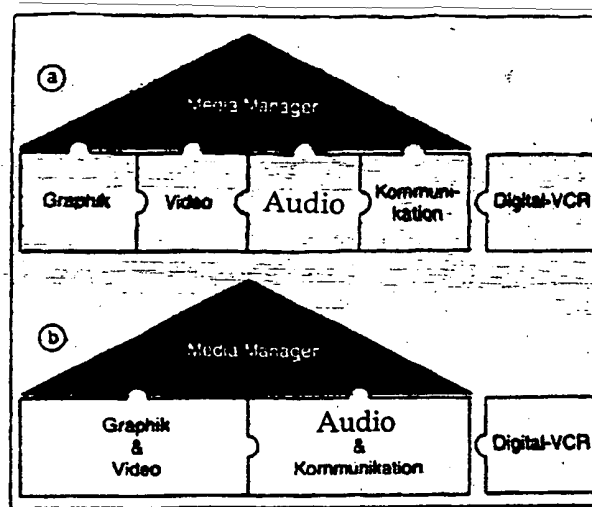 a
Media Manager
Graphik
Video
Audio
Kommuni-
kation
Digital-VCR
b
Media Manager
Graphik
&
Video
Audio
&
Kommunikation
Digital-VCR